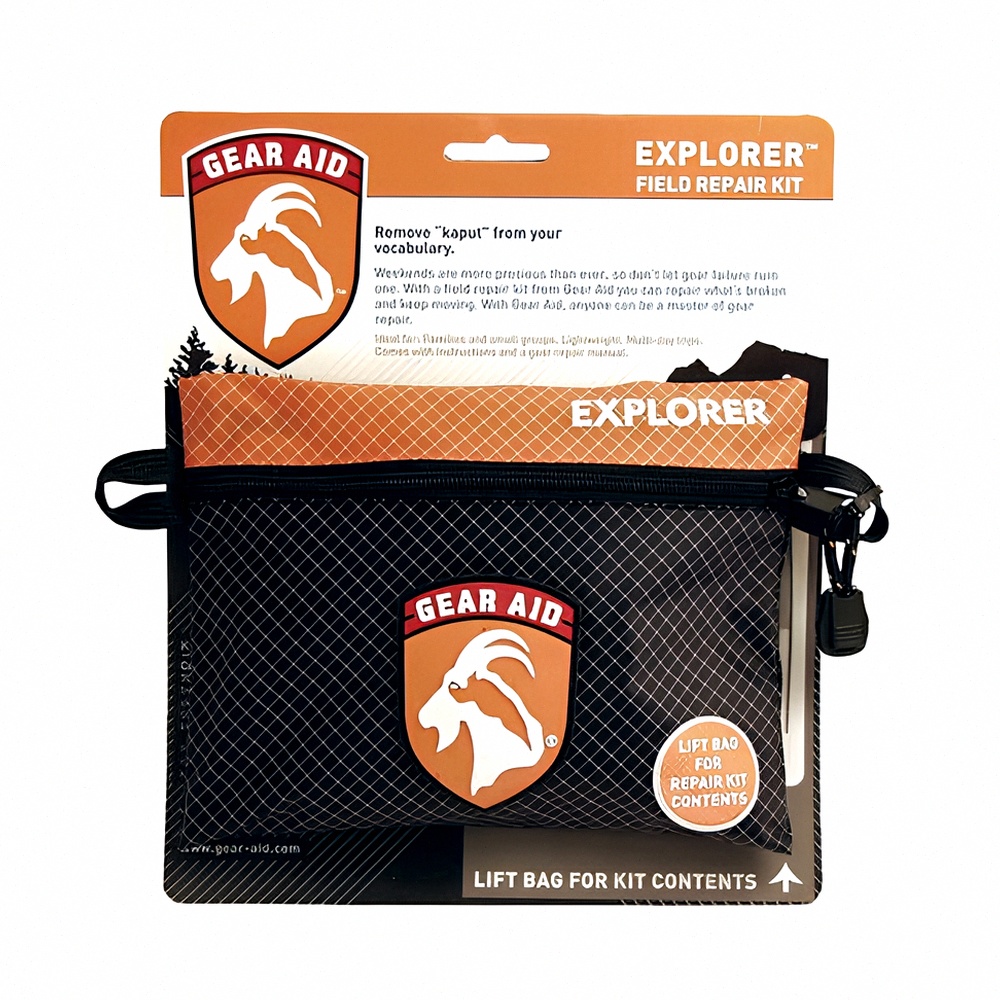 GEAR AID
EXPLORER™
FIELD REPAIR KIT
Remove "kaput" from your
vocabulary.
Weekends are more precious than ever, so don't let gear failure ruin
one. With a field repair kit from Gear Aid you can repair what's broken
and keep moving. With Gear Aid, anyone can be a master of gear
repair.
Ideal for: Families and small groups. Lightweight. Multi-day trips.
Comes with instructions and a gear repair manual.
EXPLORER
GEAR AID
®
LIFT BAG
FOR
REPAIR KIT
CONTENTS
www.gear-aid.com
LIFT BAG FOR KIT CONTENTS